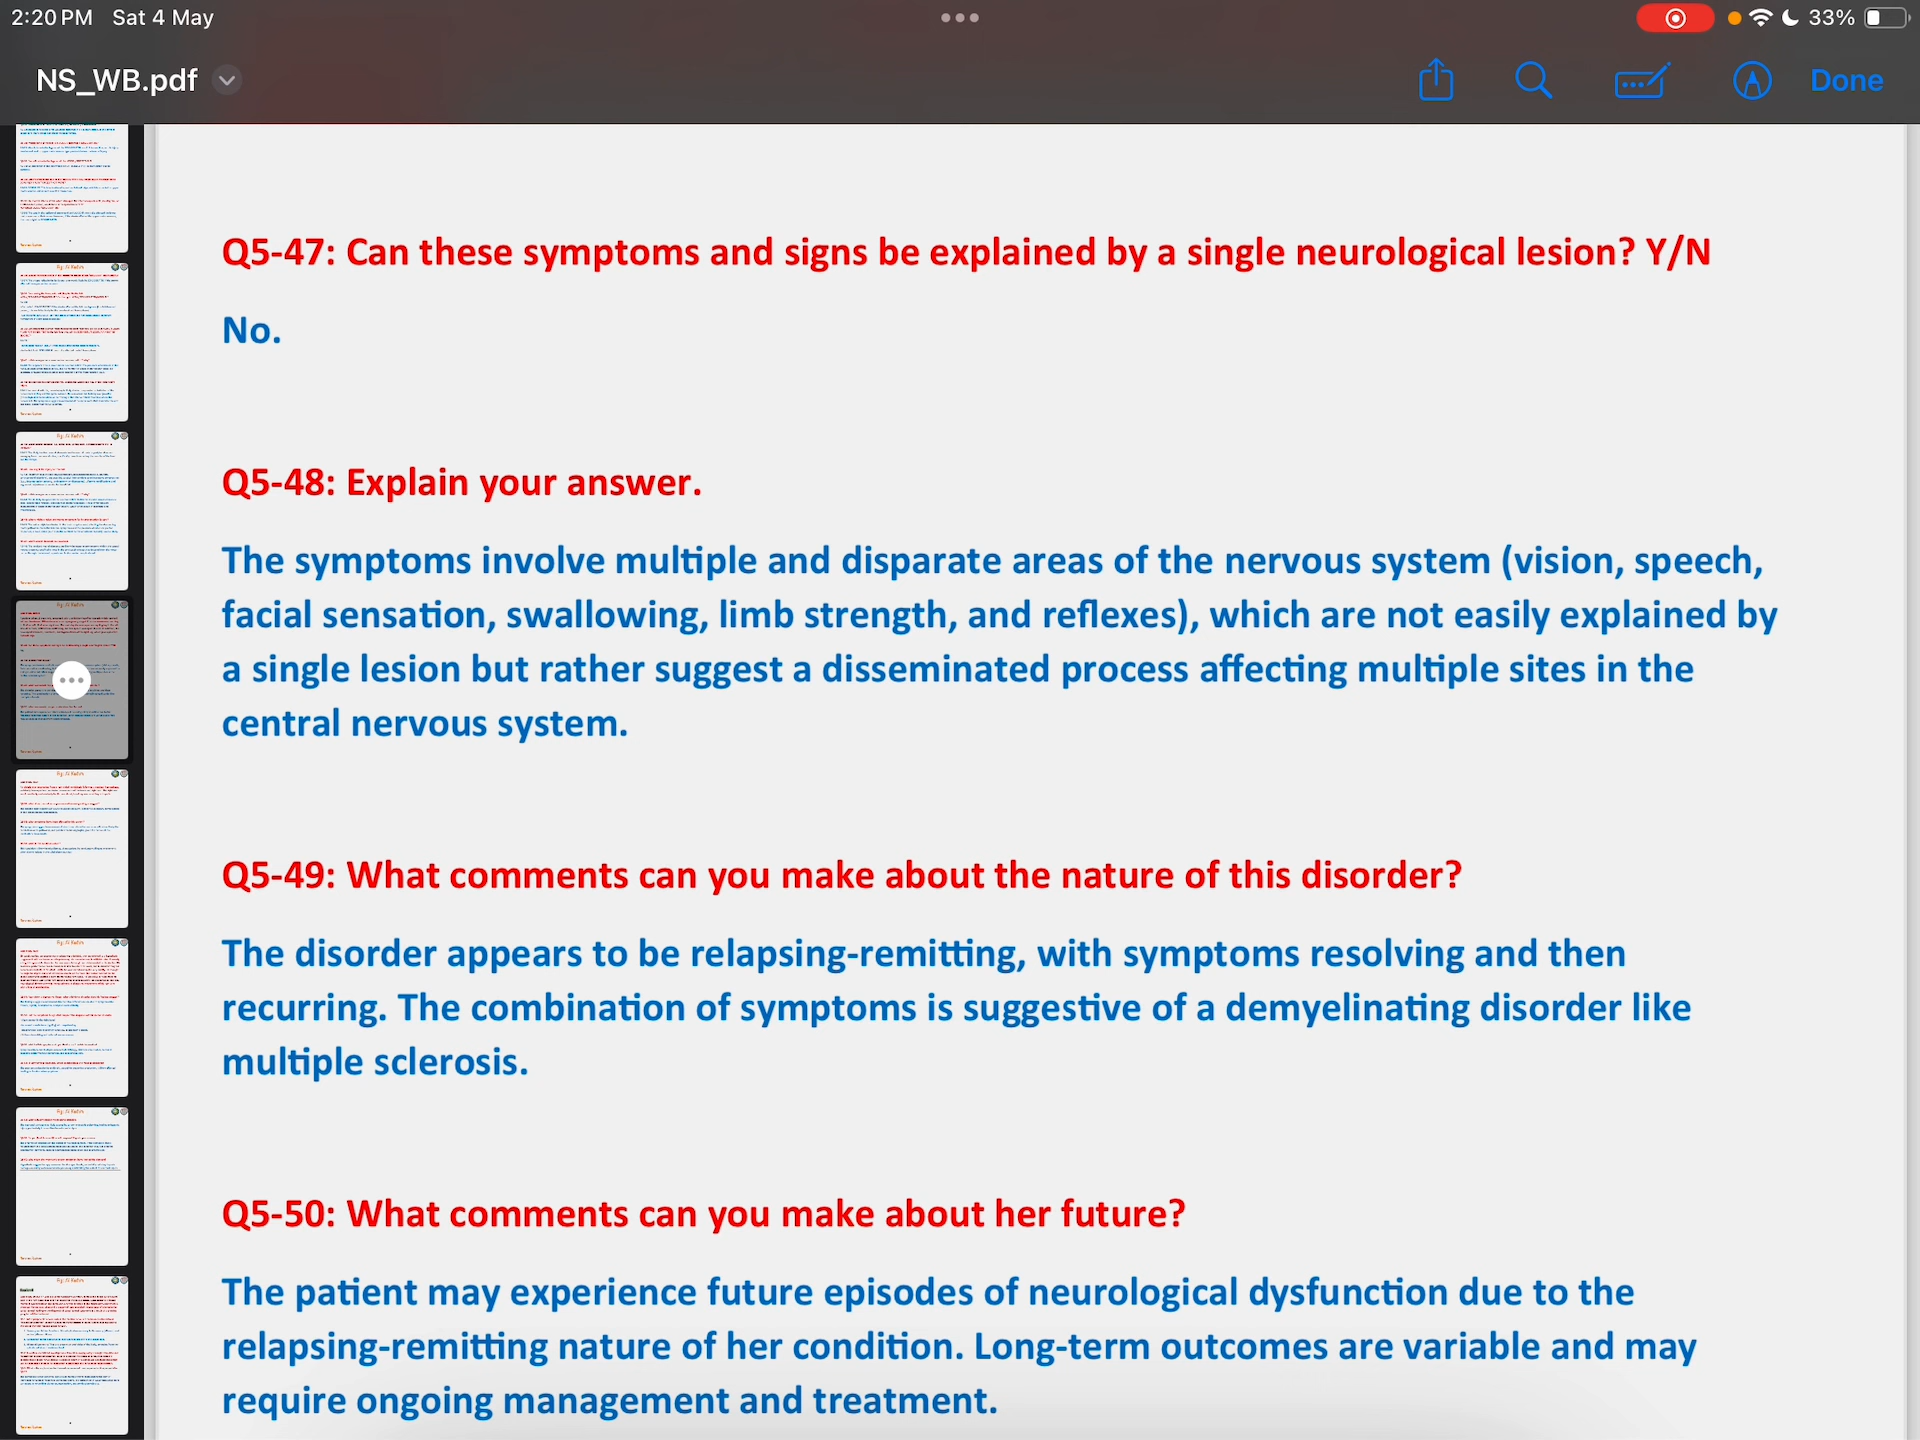 2:20 PM Sat 4 May
33%
NS_WB.pdf
Done
Q5-47: Can these symptoms and signs be explained by a single neurological lesion? Y/N
No.
Q5-48: Explain your answer.
The symptoms involve multiple and disparate areas of the nervous system (vision, speech,
facial sensation, swallowing, limb strength, and reflexes), which are not easily explained by
a single lesion but rather suggest a disseminated process affecting multiple sites in the
central nervous system.
Q5-49: What comments can you make about the nature of this disorder?
The disorder appears to be relapsing-remitting, with symptoms resolving and then
recurring. The combination of symptoms is suggestive of a demyelinating disorder like
multiple sclerosis.
Q5-50: What comments can you make about her future?
The patient may experience future episodes of neurological dysfunction due to the
relapsing-remitting nature of her condition. Long-term outcomes are variable and may
require ongoing management and treatment.